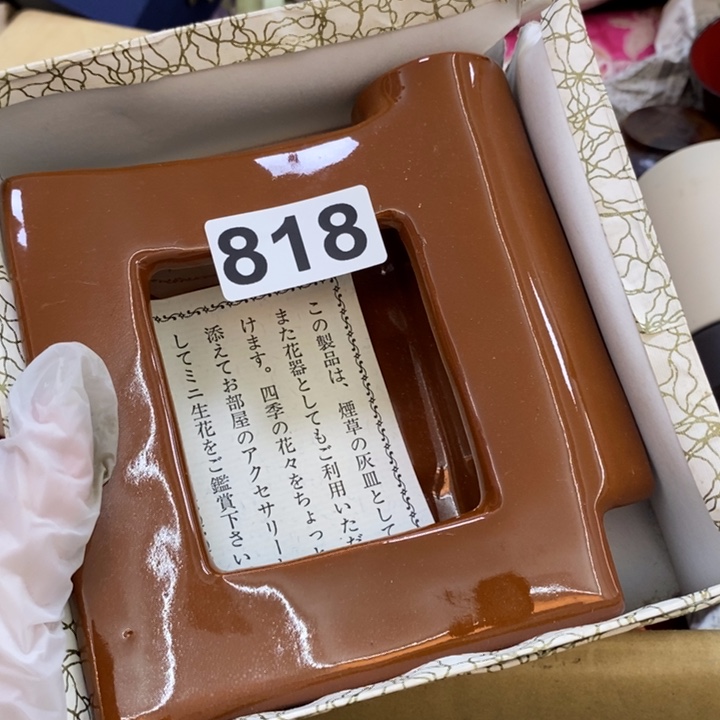 818
この製品は、煙草の灰皿として
また花器としてもご利用いただ
けます。四季の花々をちょっと
添えてお部屋のアクセサリー
してミニ生花をご鑑賞下さい